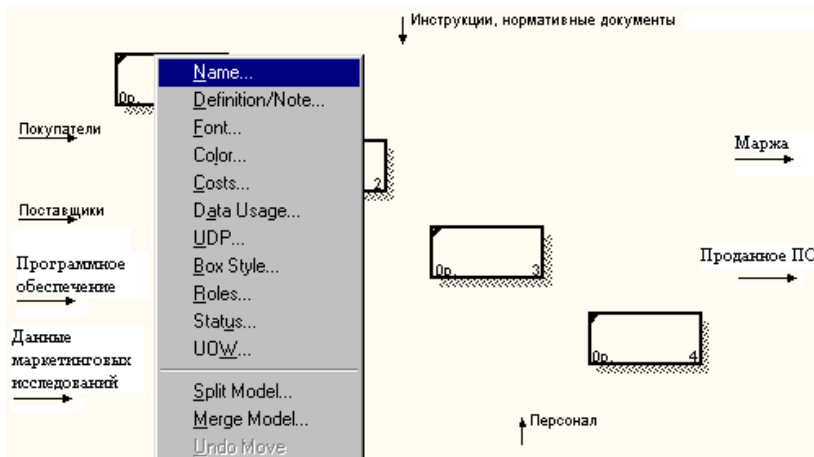 Инструкции, нормативные документы
0р.
Name...
Definition/Note...
Font...
Color...
Costs...
Data Usage...
UDP...
Box Style...
Roles...
Status...
UOW...
Split Model...
Merge Model...
Undo Move
Покупатели
Поставщики
Программное
обеспечение
Данные
маркетинговых
исследований
2
0р. 3
0р. 4
Маржа
Проданное ПО
Персонал